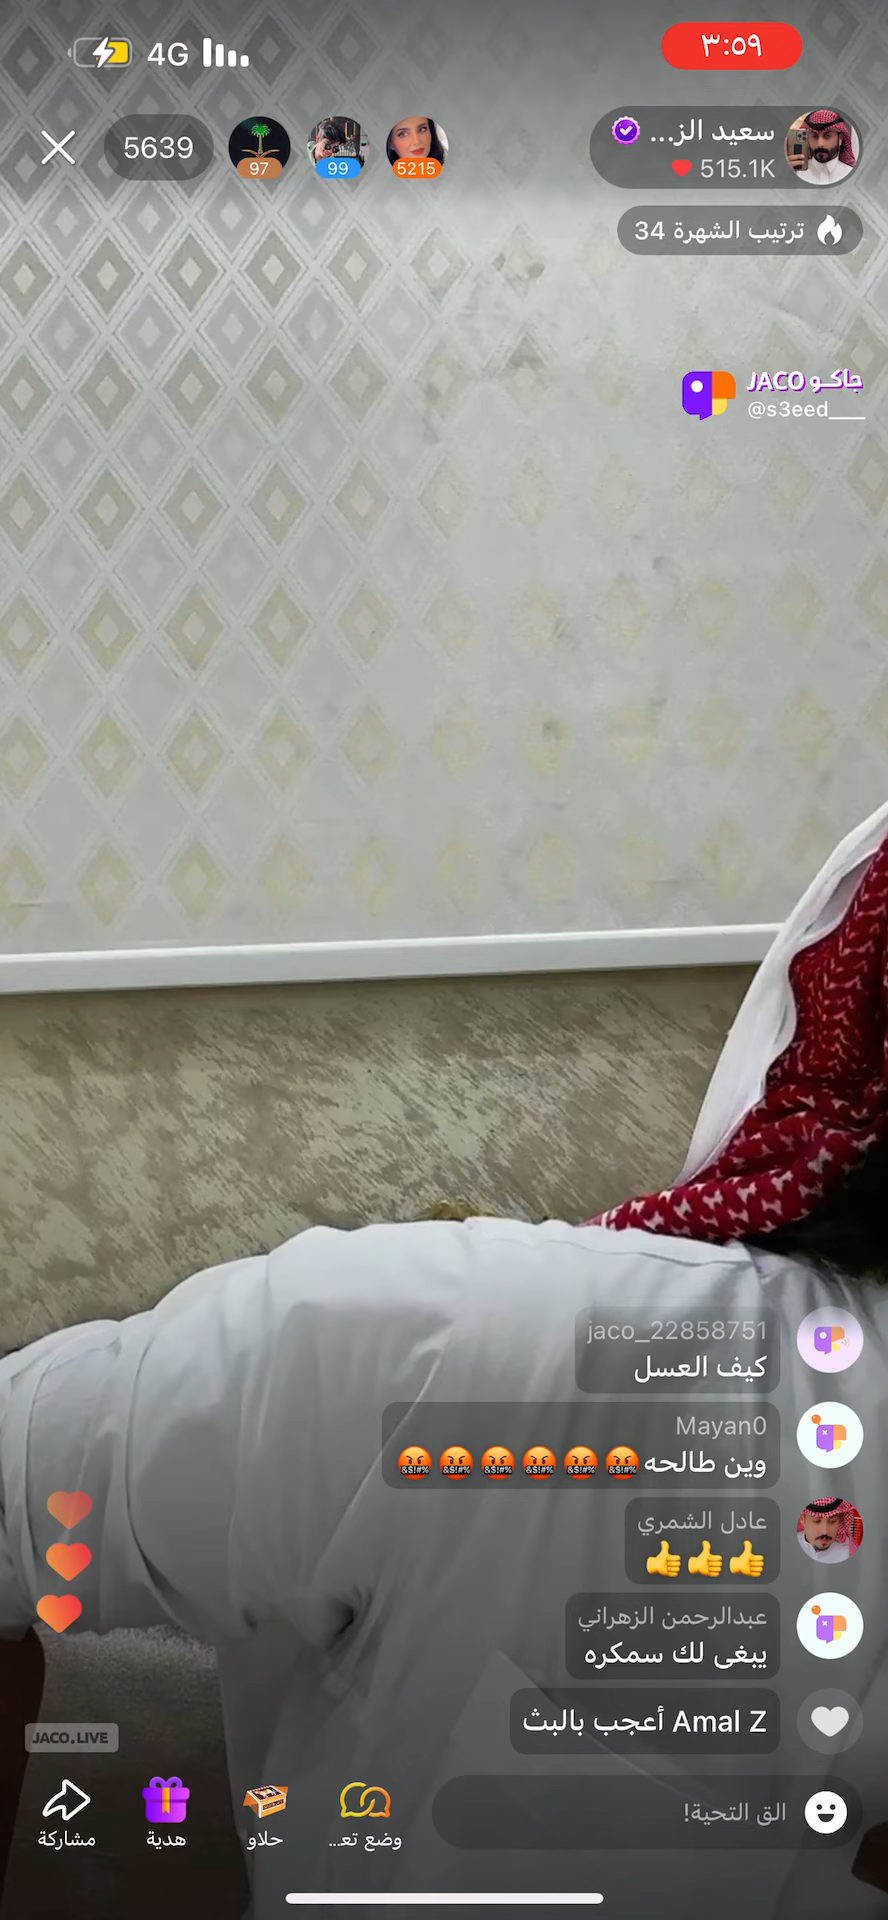 4G
٣:٥٩
5639
97
99
5215
سعيد الز...
515.1K
ترتيب الشهرة 34
JACO جاكو
@s3eed___
jaco_22858751
كيف العسل
Mayan0
وين طالحه 🤬🤬🤬🤬🤬🤬
عادل الشمري
👍👍👍
عبدالرحمن الزهراني
يبغى لك سمكره
Amal Z أعجب بالبث
JACO.LIVE
الق التحية!
وضع تعـ...
حلاو
هدية
مشاركة